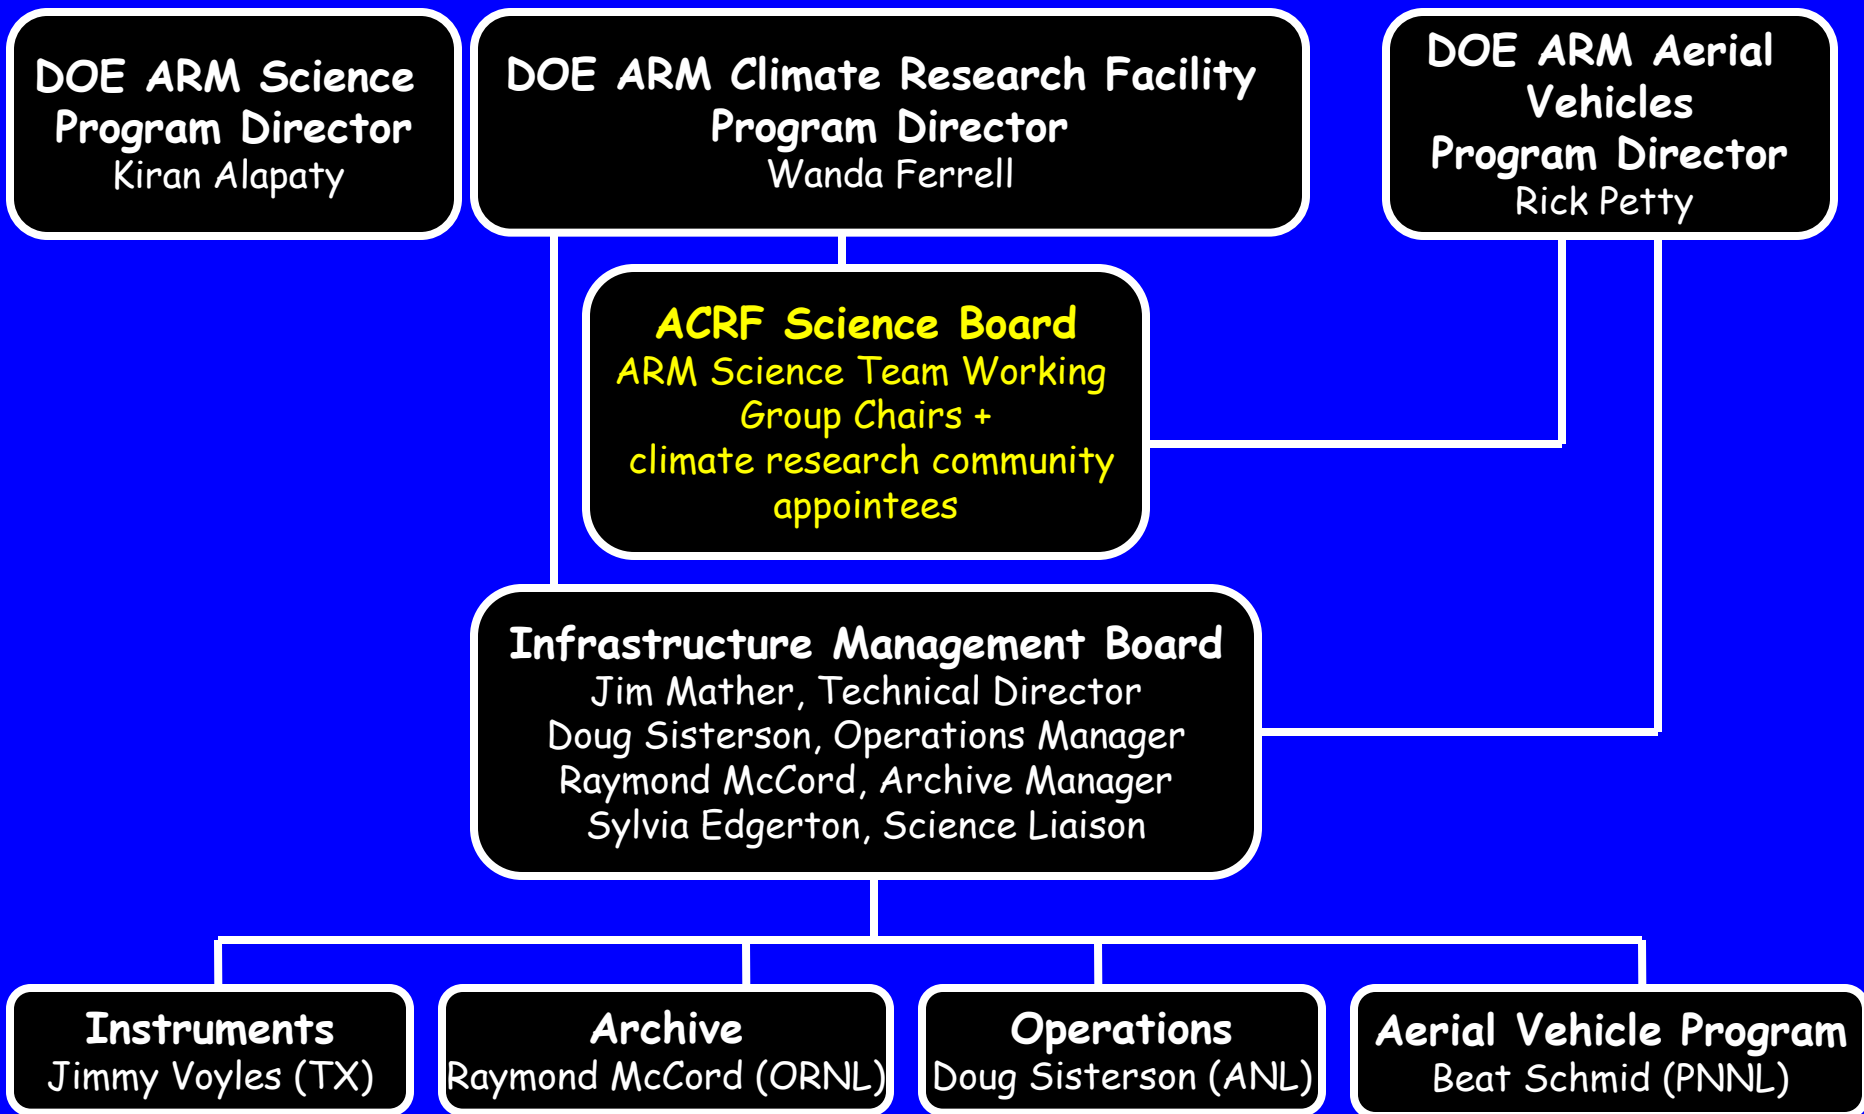 DOE ARM Science
Program Director
Kiran Alapaty
DOE ARM Climate Research Facility
Program Director
Wanda Ferrell
DOE ARM Aerial
Vehicles
Program Director
Rick Petty
ACRF Science Board
ARM Science Team Working
Group Chairs +
climate research community
appointees
Infrastructure Management Board
Jim Mather, Technical Director
Doug Sisterson, Operations Manager
Raymond McCord, Archive Manager
Sylvia Edgerton, Science Liaison
Instruments
Jimmy Voyles (TX)
Archive
Raymond McCord (ORNL)
Operations
Doug Sisterson (ANL)
Aerial Vehicle Program
Beat Schmid (PNNL)